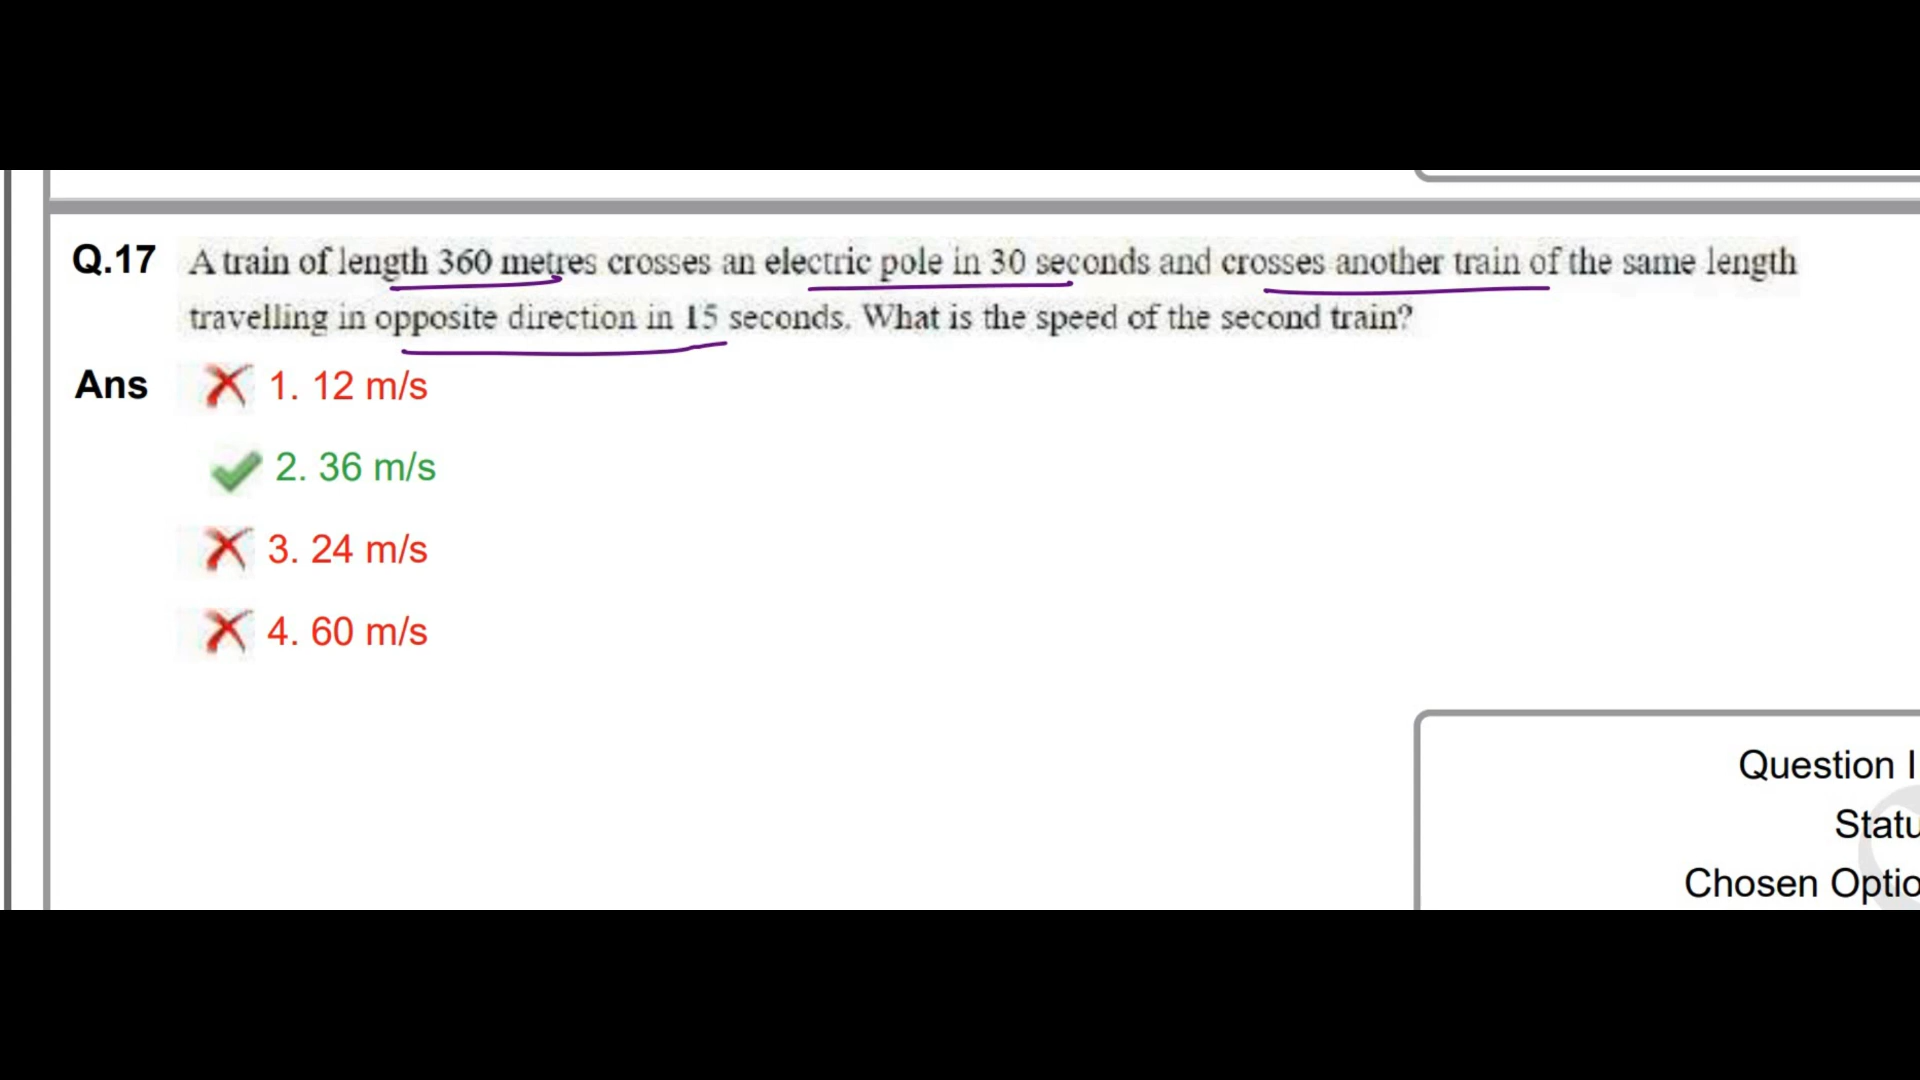 Q.17 A train of length 360 metres crosses an electric pole in 30 seconds and crosses another train of the same length
travelling in opposite direction in 15 seconds. What is the speed of the second train?
Ans 1. 12 m/s
2. 36 m/s
3. 24 m/s
4. 60 m/s
Question I
Statu
Chosen Optio